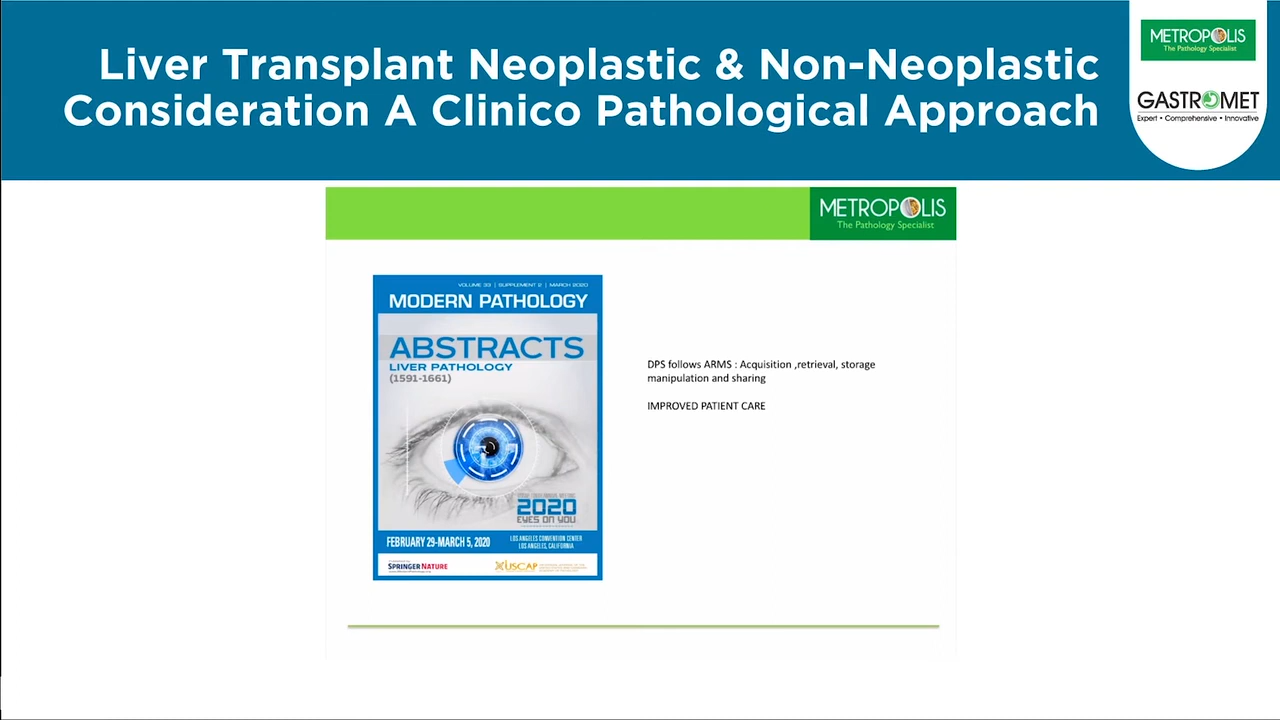 Liver Transplant Neoplastic & Non-Neoplastic
Consideration A Clinico Pathological Approach
METROPOLIS
The Pathology Specialist
GASTROMET
Expert • Comprehensive • Innovative
METROPOLIS
The Pathology Specialist
VOLUME 33 | SUPPLEMENT 2 | MARCH 2020
MODERN PATHOLOGY
ABSTRACTS
LIVER PATHOLOGY
(1591-1661)
2020
EYES ON YOU
FEBRUARY 29-MARCH 5, 2020
LOS ANGELES CONVENTION CENTER
LOS ANGELES, CALIFORNIA
SPRINGER NATURE
USCAP
DPS follows ARMS : Acquisition ,retrieval, storage
manipulation and sharing
IMPROVED PATIENT CARE